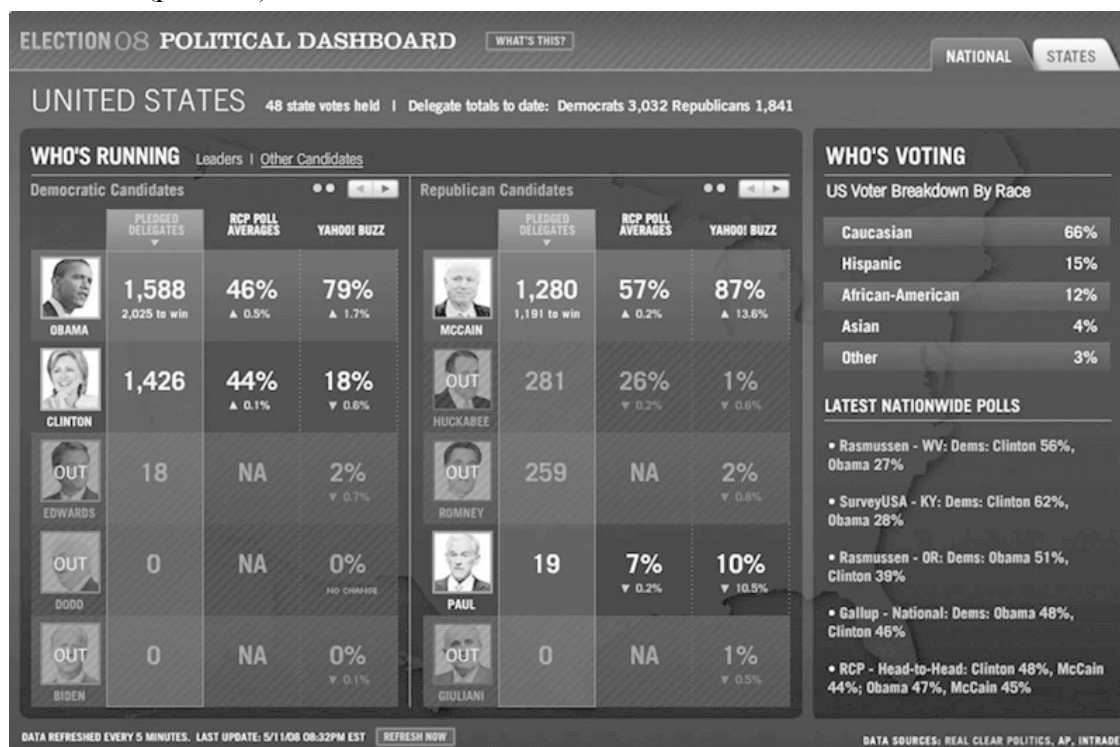 ELECTION 08 POLITICAL DASHBOARD WHAT'S THIS?
NATIONAL STATES
UNITED STATES 48 state votes held | Delegate totals to date: Democrats 3,032 Republicans 1,841
WHO'S RUNNING Leaders | Other Candidates
Democratic Candidates
PLEDGED DELEGATES RCP POLL AVERAGES YAHOO! BUZZ
OBAMA 1,588 46% 79%
2,025 to win ▲ 0.5% ▲ 1.7%
CLINTON 1,426 44% 18%
▲ 0.1% ▼ 0.6%
OUT EDWARDS 18 NA 2%
▼ 0.7%
OUT DODD 0 NA 0%
NO CHANGE
OUT BIDEN 0 NA 0%
▼ 0.1%
Republican Candidates
PLEDGED DELEGATES RCP POLL AVERAGES YAHOO! BUZZ
MCCAIN 1,280 57% 87%
1,191 to win ▲ 0.2% ▲ 13.6%
OUT HUCKABEE 281 26% 1%
▼ 0.2% ▼ 0.6%
OUT ROMNEY 259 NA 2%
▼ 0.8%
PAUL 19 7% 10%
▼ 0.2% ▼ 10.5%
OUT GIULIANI 0 NA 1%
▼ 0.5%
WHO'S VOTING
US Voter Breakdown By Race
Caucasian 66%
Hispanic 15%
African-American 12%
Asian 4%
Other 3%
LATEST NATIONWIDE POLLS
• Rasmussen - WV: Dems: Clinton 56%,
Obama 27%
• SurveyUSA - KY: Dems: Clinton 62%,
Obama 28%
• Rasmussen - OR: Dems: Obama 51%,
Clinton 39%
• Gallup - National: Dems: Obama 48%,
Clinton 46%
• RCP - Head-to-Head: Clinton 48%, McCain
44%; Obama 47%, McCain 45%
DATA REFRESHED EVERY 5 MINUTES. LAST UPDATE: 5/11/08 08:32PM EST REFRESH NOW
DATA SOURCES: REAL CLEAR POLITICS, AP, INTRADE